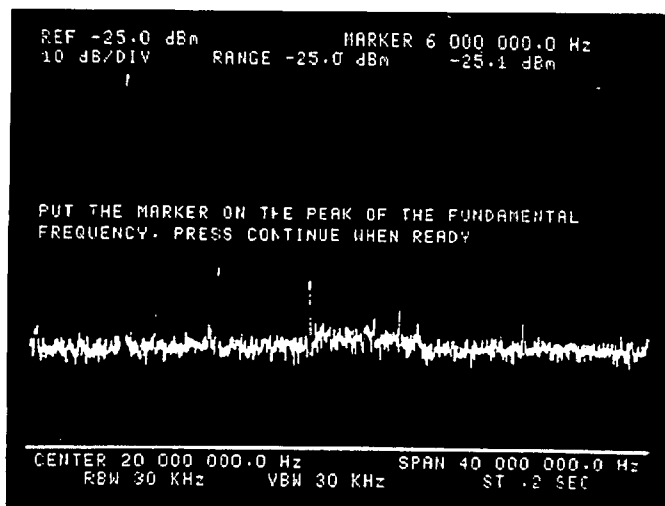 REF -25.0 dBm MARKER 6 000 000.0 Hz
10 dB/DIV RANGE -25.0 dBm -25.1 dBm
PUT THE MARKER ON THE PEAK OF THE FUNDAMENTAL
FREQUENCY. PRESS CONTINUE WHEN READY
CENTER 20 000 000.0 Hz SPAN 40 000 000.0 Hz
RBW 30 KHz VBW 30 KHz ST .2 SEC